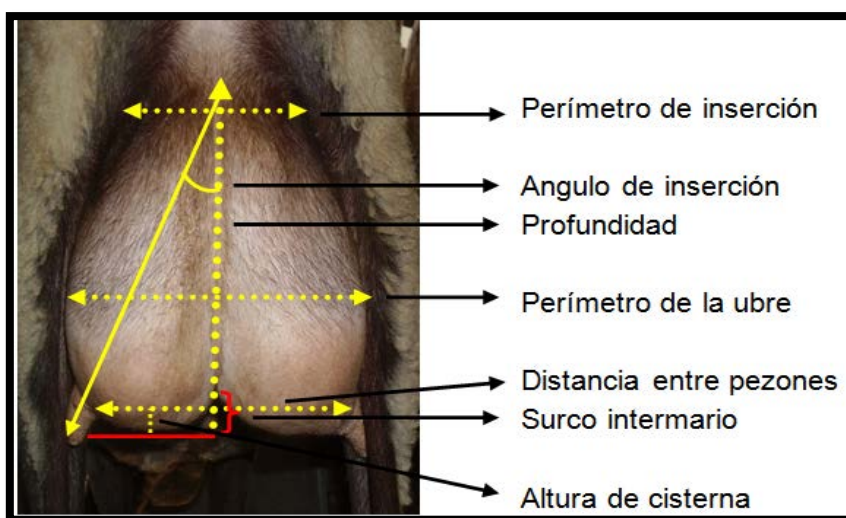 Perímetro de inserción
Angulo de inserción
Profundidad
Perímetro de la ubre
Distancia entre pezones
Surco intermario
Altura de cisterna